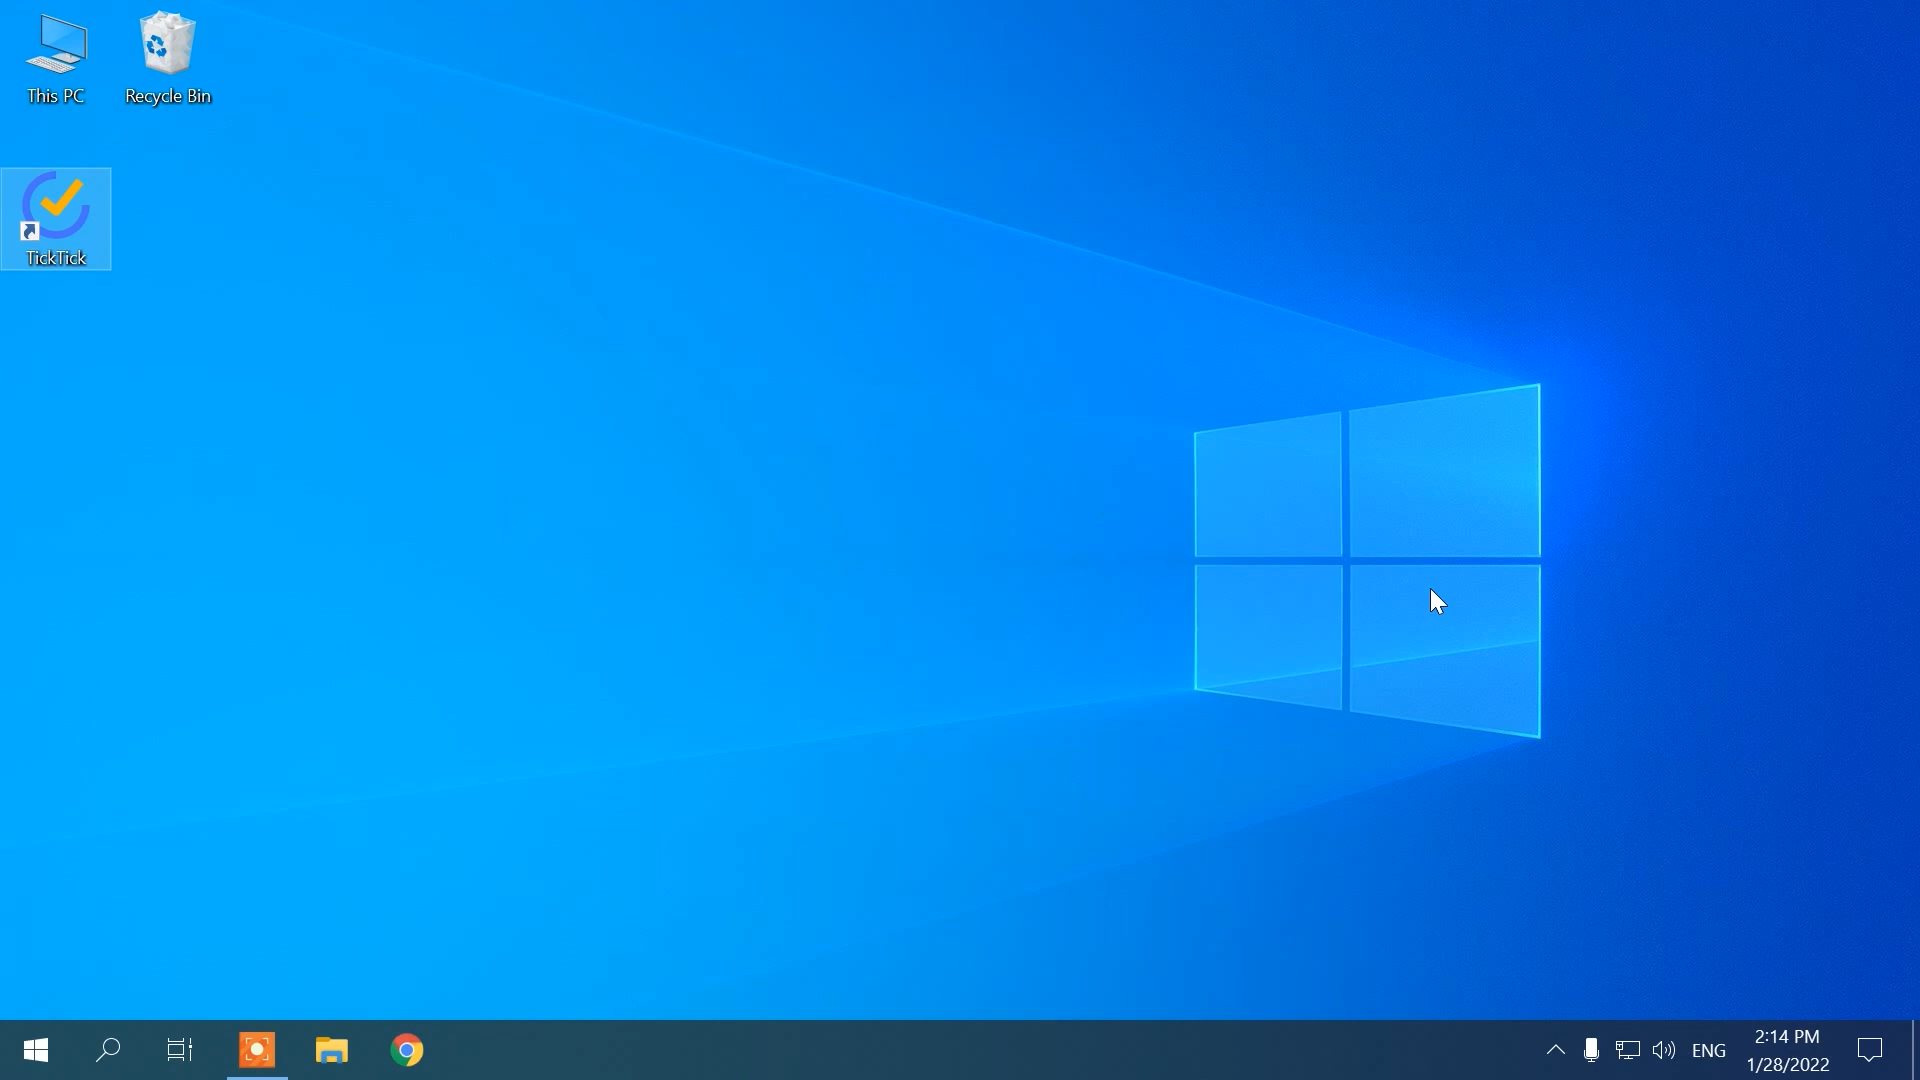 This PC
Recycle Bin
TickTick
ENG
2:14 PM
1/28/2022